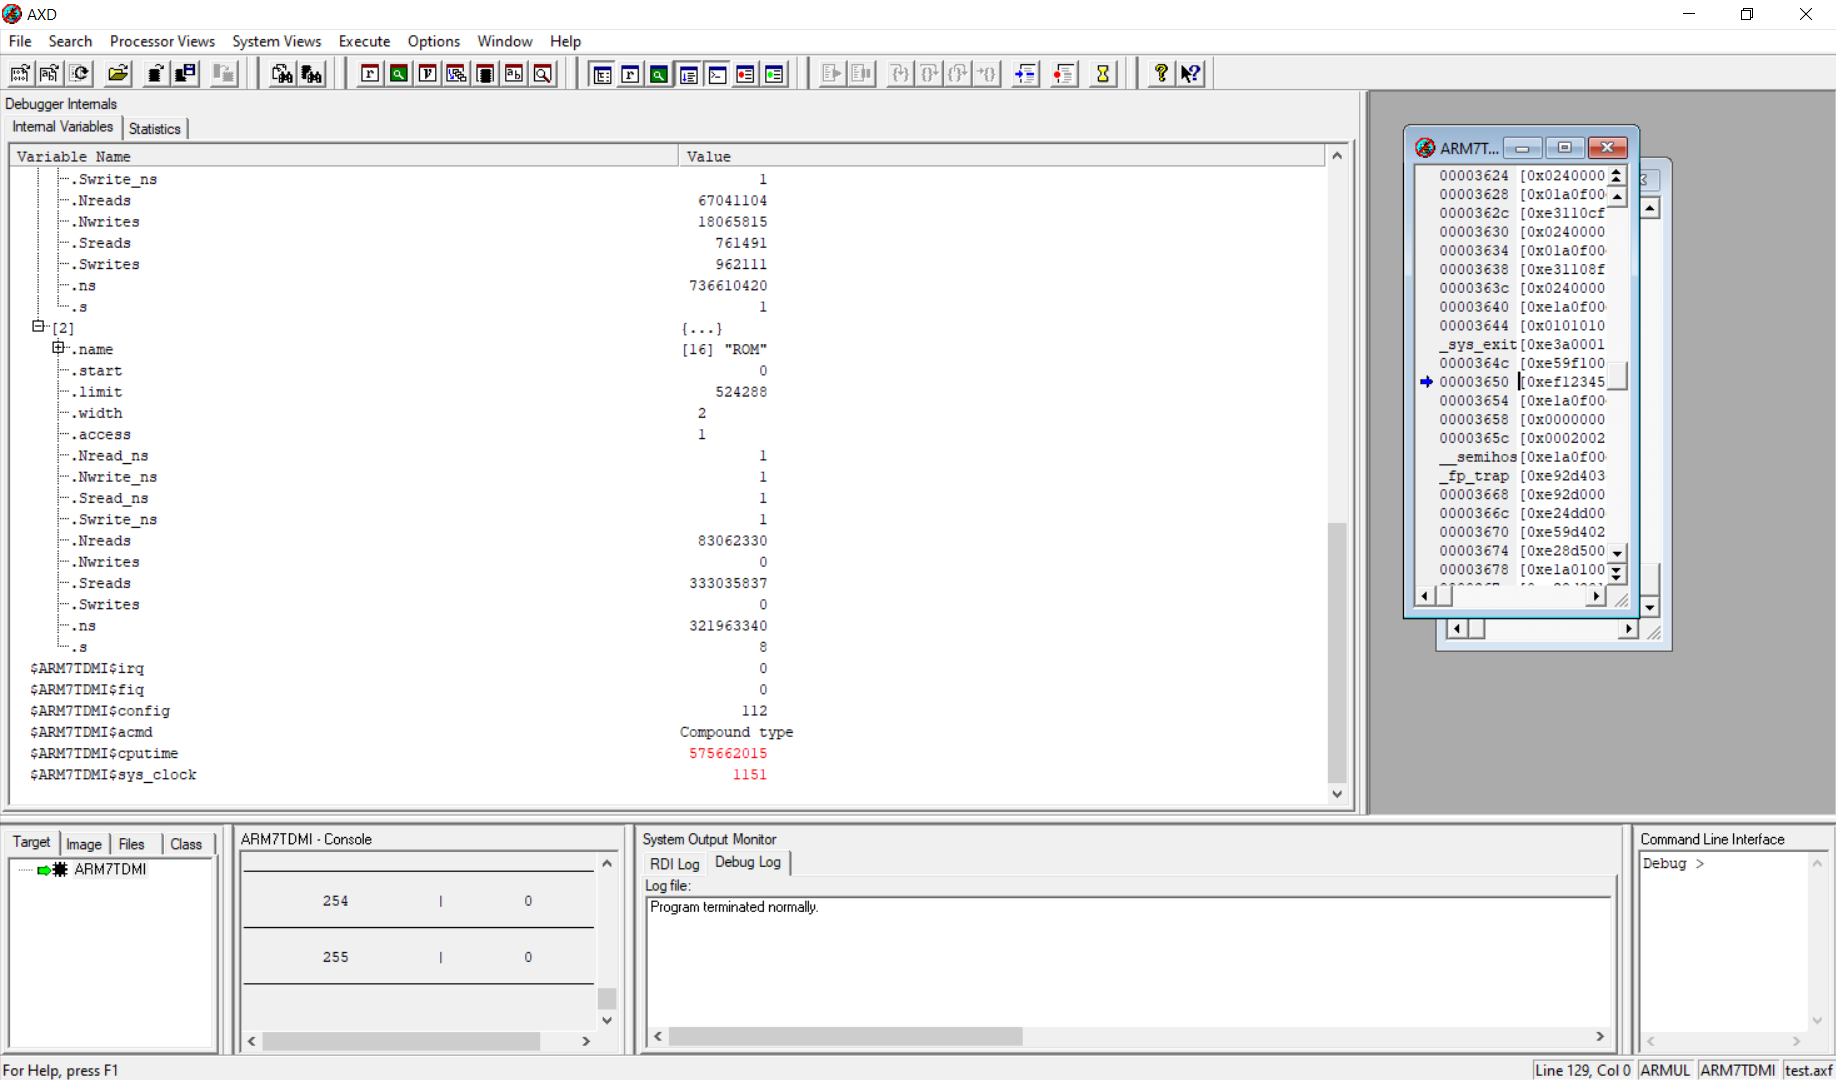 AXD
File Search Processor Views System Views Execute Options Window Help
Debugger Internals
Internal Variables Statistics
Variable Name Value
.Swrite_ns 1
.Nreads 67041104
.Nwrites 18065815
.Sreads 761491
.Swrites 962111
.ns 736610420
.s 1
[2] {...}
.name [16] "ROM"
.start 0
.limit 524288
.width 2
.access 1
.Nread_ns 1
.Nwrite_ns 1
.Sread_ns 1
.Swrite_ns 1
.Nreads 83062330
.Nwrites 0
.Sreads 333035837
.Swrites 0
.ns 321963340
.s 8
$ARM7TDMI$irq 0
$ARM7TDMI$fiq 0
$ARM7TDMI$config 112
$ARM7TDMI$acmd Compound type
$ARM7TDMI$cputime 575662015
$ARM7TDMI$sys_clock 1151
ARM7T...
00003624 [0x0240000
00003628 [0x01a0f00
0000362c [0xe3110cf
00003630 [0x0240000
00003634 [0x01a0f00
00003638 [0xe31108f
0000363c [0x0240000
00003640 [0xe1a0f00
00003644 [0x0101010
_sys_exit[0xe3a0001
0000364c [0xe59f100
00003650 [0xef12345
00003654 [0xe1a0f00
00003658 [0x0000000
0000365c [0x0002002
__semihos[0xe1a0f00
_fp_trap [0xe92d403
00003668 [0xe92d000
0000366c [0xe24dd00
00003670 [0xe59d402
00003674 [0xe28d500
00003678 [0xe1a0100
Target Image Files Class
ARM7TDMI
ARM7TDMI - Console
254 | 0
255 | 0
System Output Monitor
RDI Log Debug Log
Log file:
Program terminated normally.
Command Line Interface
Debug >
For Help, press F1
Line 129, Col 0 ARMUL ARM7TDMI test.axf